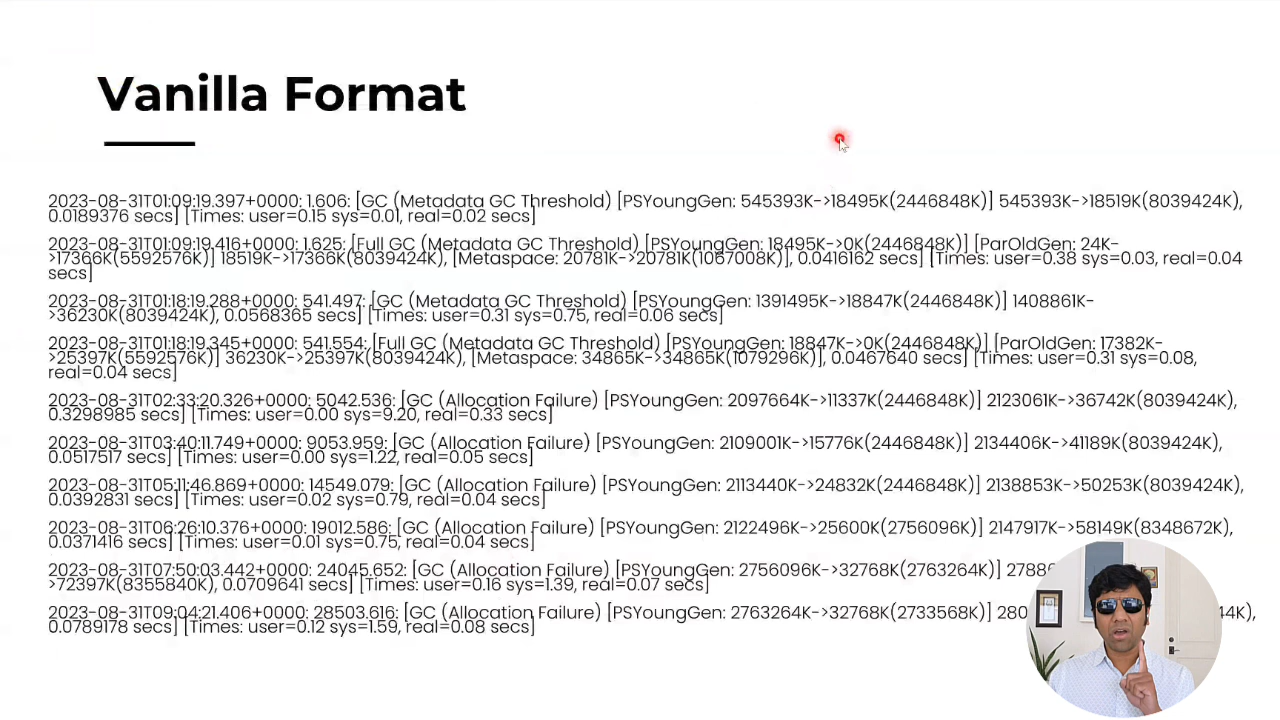 Vanilla Format
2023-08-31T01:09:19.397+0000: 1.606: [GC (Metadata GC Threshold) [PSYoungGen: 545393K->18495K(2446848K)] 545393K->18519K(8039424K),
0.0189376 secs] [Times: user=0.15 sys=0.01, real=0.02 secs]
2023-08-31T01:09:19.416+0000: 1.625: [Full GC (Metadata GC Threshold) [PSYoungGen: 18495K->0K(2446848K)] [ParOldGen: 24K-
>17366K(5592576K)] 18519K->17366K(8039424K), [Metaspace: 20781K->20781K(1067008K)], 0.0416162 secs] [Times: user=0.38 sys=0.03, real=0.04
secs]
2023-08-31T01:18:19.288+0000: 541.497: [GC (Metadata GC Threshold) [PSYoungGen: 1391495K->18847K(2446848K)] 1408861K-
>36230K(8039424K), 0.0568365 secs] [Times: user=0.31 sys=0.75, real=0.06 secs]
2023-08-31T01:18:19.345+0000: 541.554: [Full GC (Metadata GC Threshold) [PSYoungGen: 18847K->0K(2446848K)] [ParOldGen: 17382K-
>25397K(5592576K)] 36230K->25397K(8039424K), [Metaspace: 34865K->34865K(1079296K)], 0.0467640 secs] [Times: user=0.31 sys=0.08,
real=0.04 secs]
2023-08-31T02:33:20.326+0000: 5042.536: [GC (Allocation Failure) [PSYoungGen: 2097664K->11337K(2446848K)] 2123061K->36742K(8039424K),
0.3298985 secs] [Times: user=0.00 sys=9.20, real=0.33 secs]
2023-08-31T03:40:11.749+0000: 9053.959: [GC (Allocation Failure) [PSYoungGen: 2109001K->15776K(2446848K)] 2134406K->41189K(8039424K),
0.0517517 secs] [Times: user=0.00 sys=1.22, real=0.05 secs]
2023-08-31T05:11:46.869+0000: 14549.079: [GC (Allocation Failure) [PSYoungGen: 2113440K->24832K(2446848K)] 2138853K->50253K(8039424K),
0.0392831 secs] [Times: user=0.02 sys=0.79, real=0.04 secs]
2023-08-31T06:26:10.376+0000: 19012.586: [GC (Allocation Failure) [PSYoungGen: 2122496K->25600K(2756096K)] 2147917K->58149K(8348672K),
0.0371416 secs] [Times: user=0.01 sys=0.75, real=0.04 secs]
2023-08-31T07:50:03.442+0000: 24045.652: [GC (Allocation Failure) [PSYoungGen: 2756096K->32768K(2763264K)]
>72397K(8355840K), 0.0709641 secs] [Times: user=0.16 sys=1.39, real=0.07 secs]
2023-08-31T09:04:21.406+0000: 28503.616: [GC (Allocation Failure) [PSYoungGen: 2763264K->32768K(2733568K)]
0.0789178 secs] [Times: user=0.12 sys=1.59, real=0.08 secs]